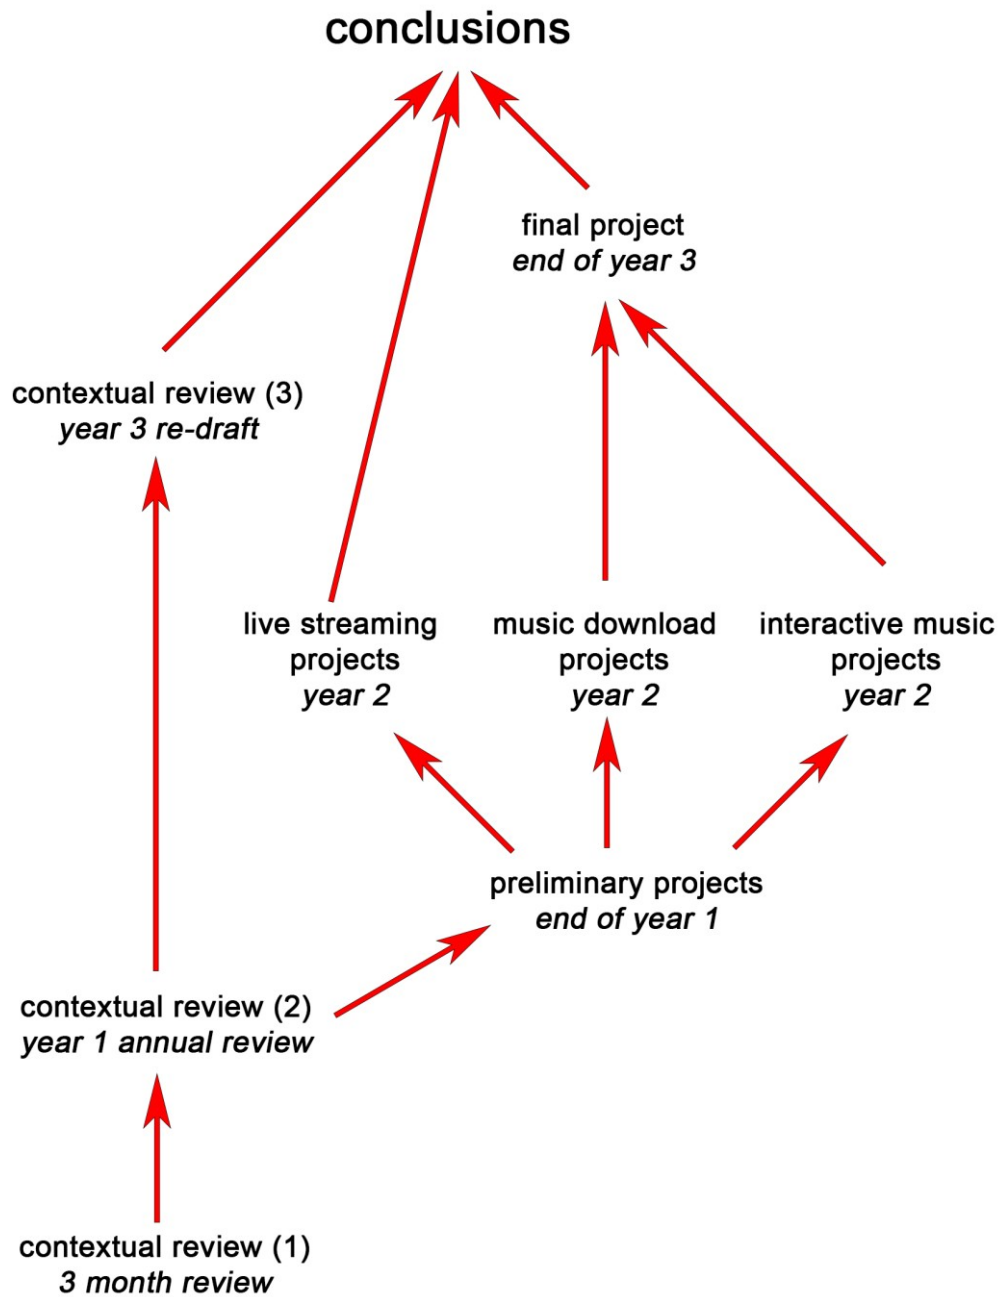 conclusions
final project
end of year 3
contextual review (3)
year 3 re-draft
live streaming
projects
year 2
music download
projects
year 2
interactive music
projects
year 2
preliminary projects
end of year 1
contextual review (2)
year 1 annual review
contextual review (1)
3 month review